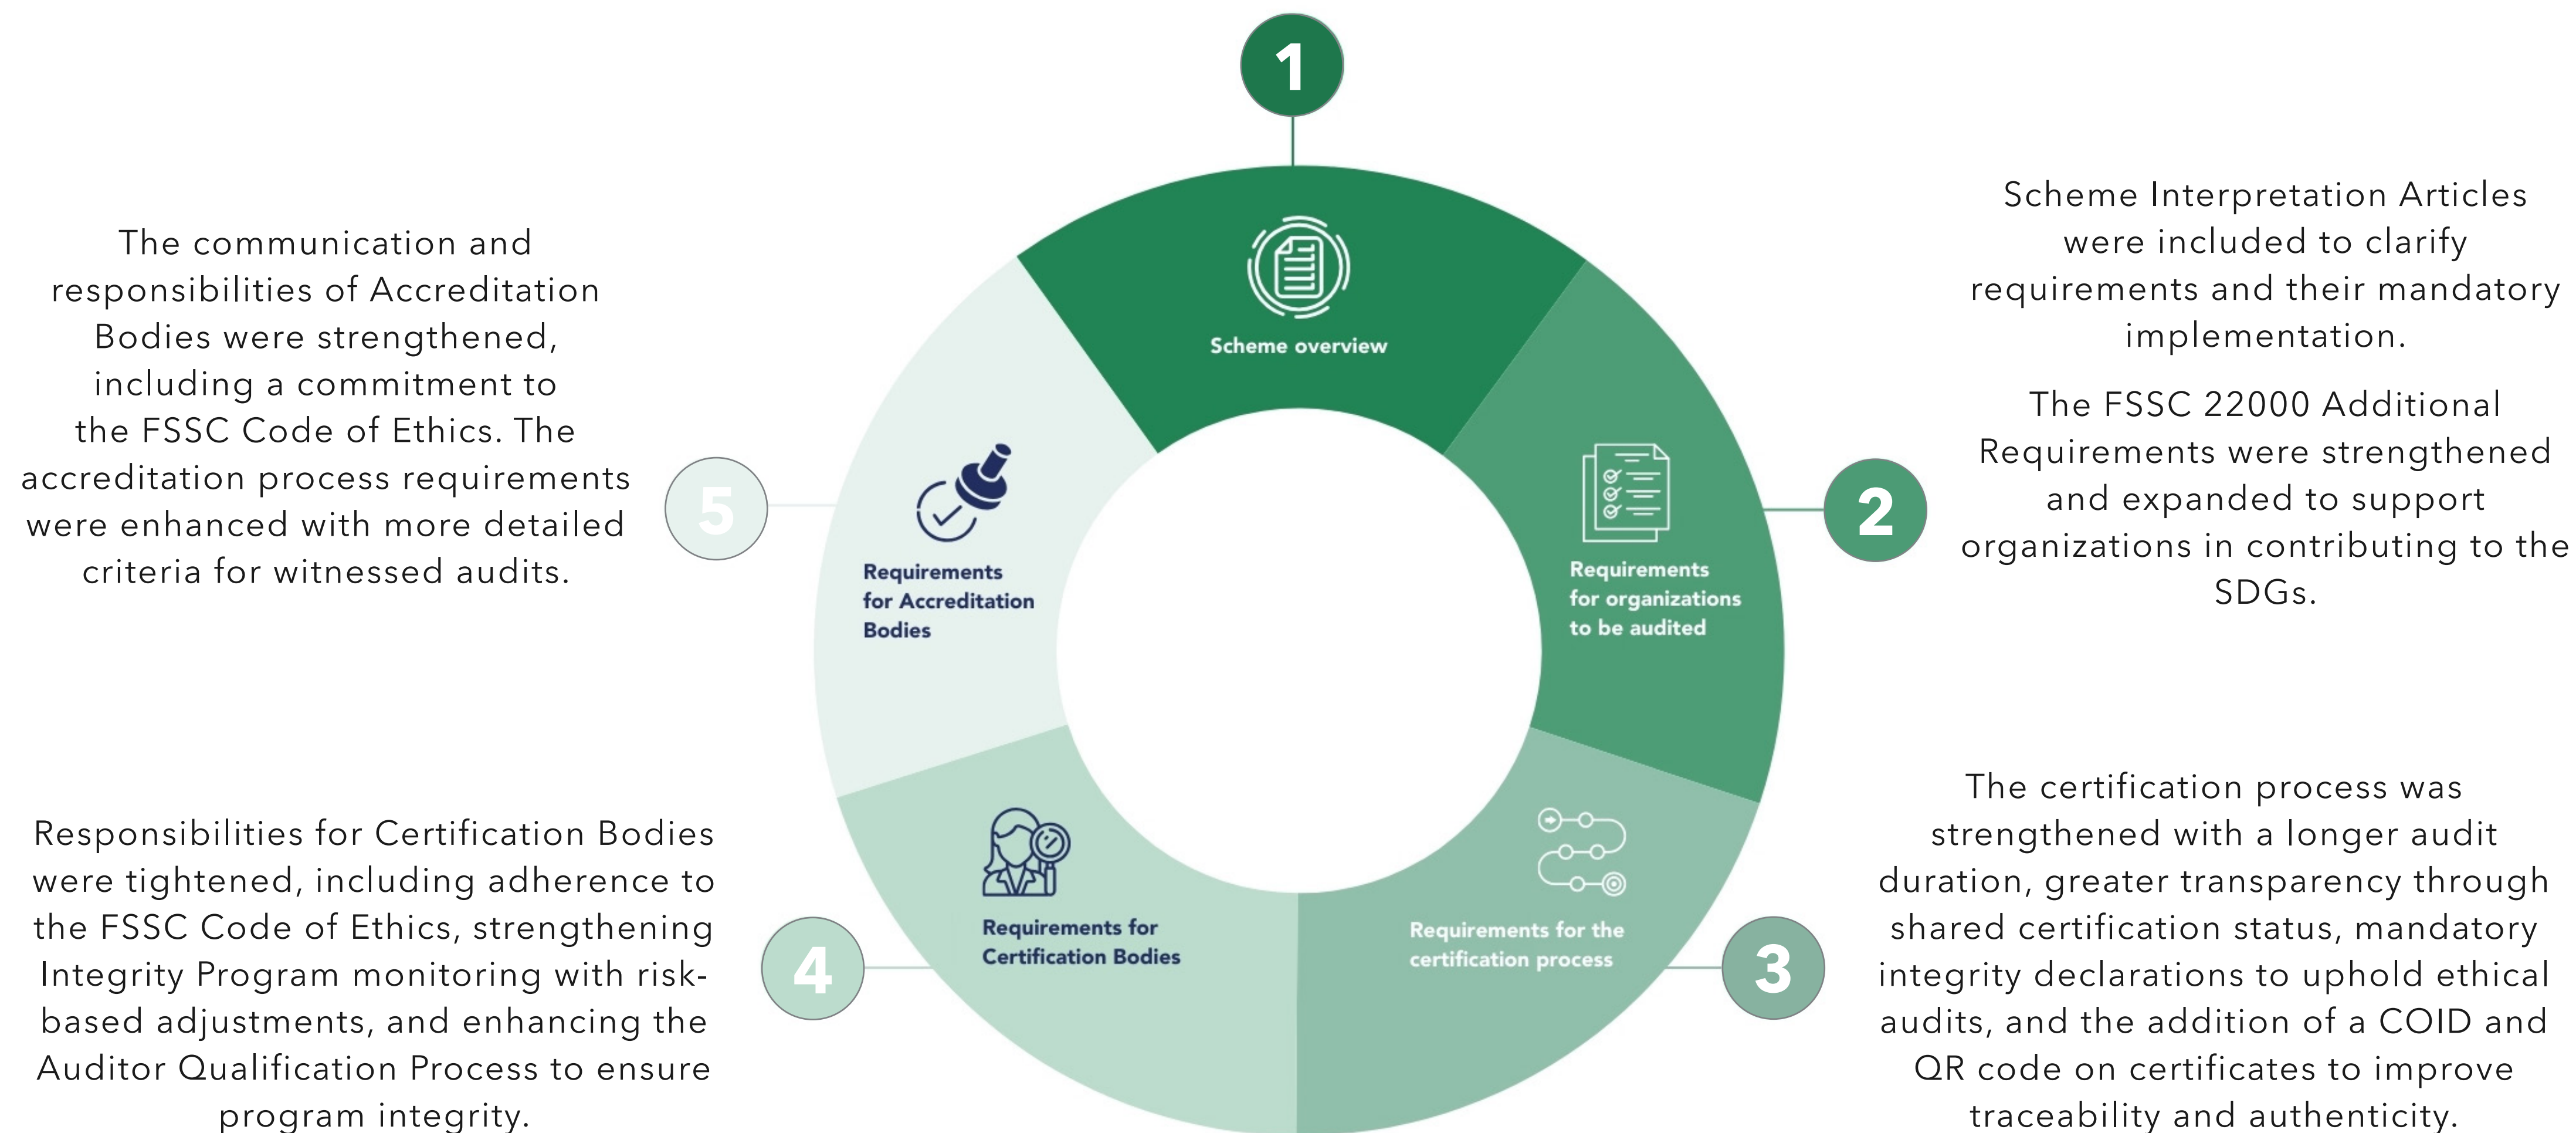 1
Scheme overview
Scheme Interpretation Articles
were included to clarify
requirements and their mandatory
implementation.
The FSSC 22000 Additional
Requirements were strengthened
and expanded to support
organizations in contributing to the
SDGs.
2
Requirements
for organizations
to be audited
The certification process was
strengthened with a longer audit
duration, greater transparency through
shared certification status, mandatory
integrity declarations to uphold ethical
audits, and the addition of a COID and
QR code on certificates to improve
traceability and authenticity.
3
Requirements for the
certification process
Responsibilities for Certification Bodies
were tightened, including adherence to
the FSSC Code of Ethics, strengthening
Integrity Program monitoring with risk-
based adjustments, and enhancing the
Auditor Qualification Process to ensure
program integrity.
4
Requirements for
Certification Bodies
The communication and
responsibilities of Accreditation
Bodies were strengthened,
including a commitment to
the FSSC Code of Ethics. The
accreditation process requirements
were enhanced with more detailed
criteria for witnessed audits.
5
Requirements
for Accreditation
Bodies